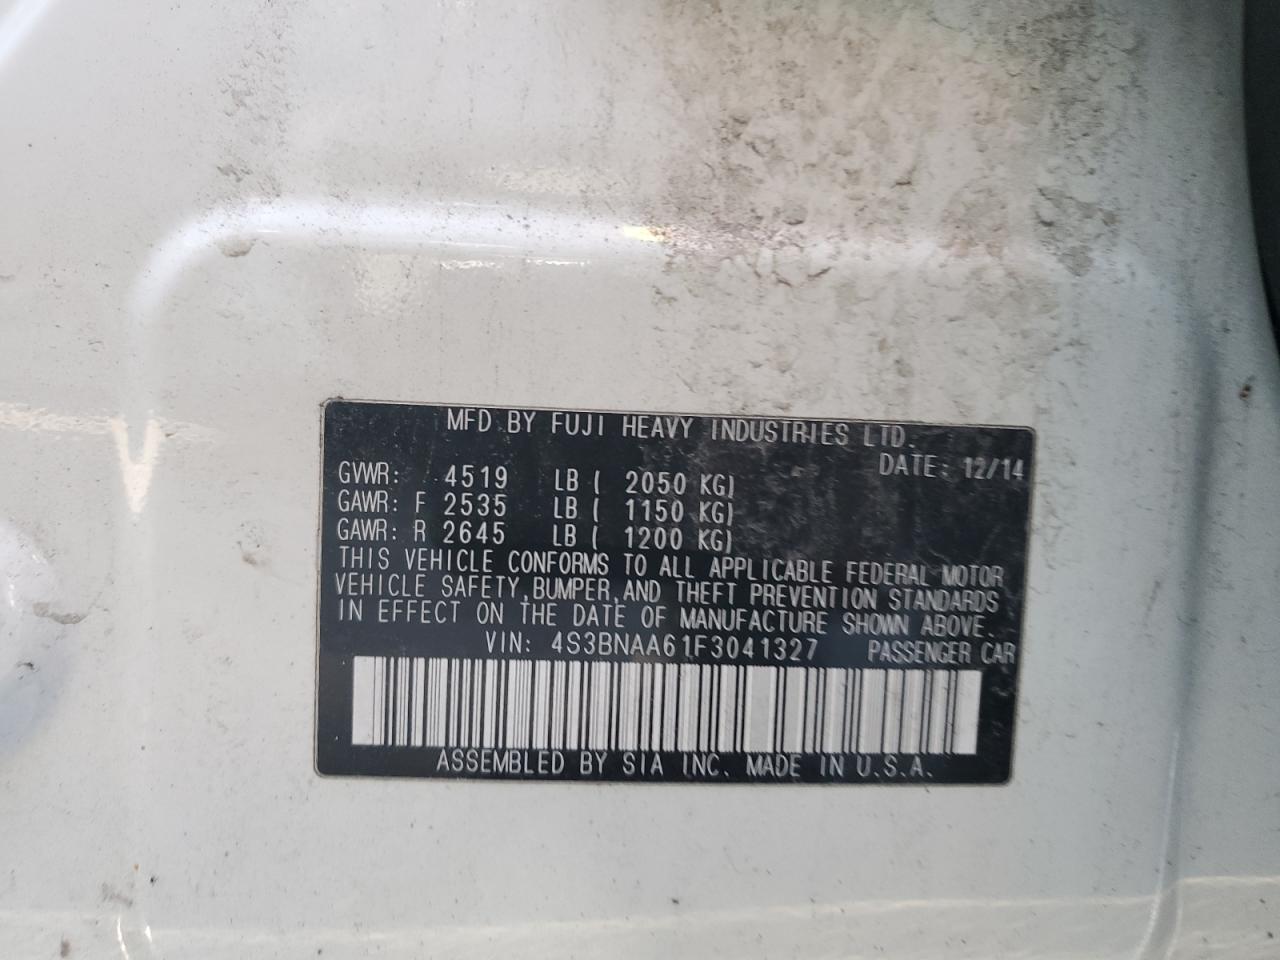 MFD BY FUJI HEAVY INDUSTRIES LTD.
DATE: 12/14
GVWR: 4519 LB ( 2050 KG)
GAWR: F 2535 LB ( 1150 KG)
GAWR: R 2645 LB ( 1200 KG)
THIS VEHICLE CONFORMS TO ALL APPLICABLE FEDERAL MOTOR
VEHICLE SAFETY, BUMPER, AND THEFT PREVENTION STANDARDS
IN EFFECT ON THE DATE OF MANUFACTURE SHOWN ABOVE.
VIN: 4S3BNAA61F3041327 PASSENGER CAR
ASSEMBLED BY SIA INC. MADE IN U.S.A.